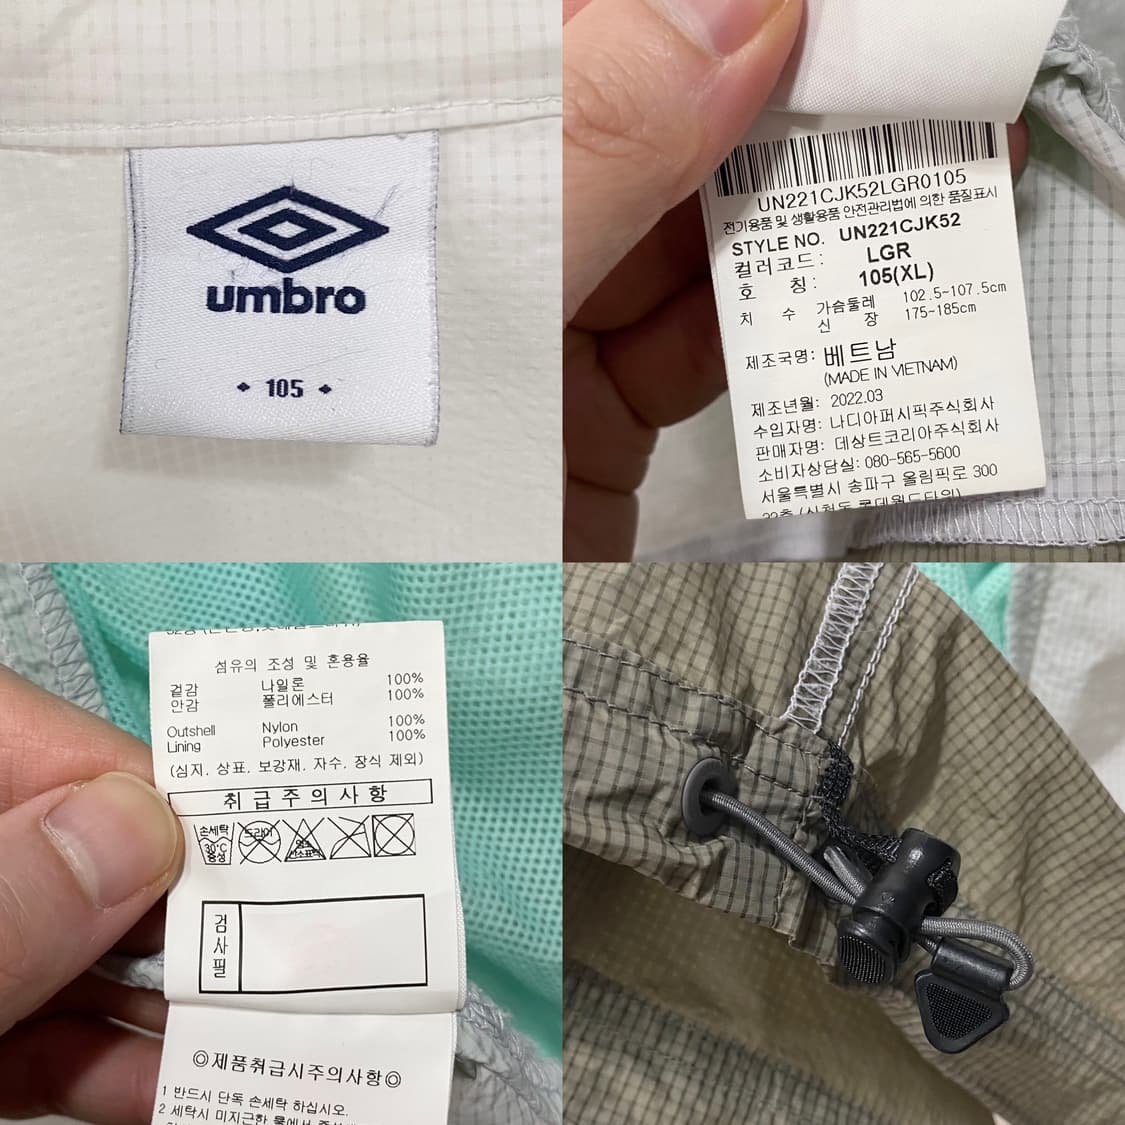 umbro
105
UN221CJK52LGR0105
전기용품 및 생활용품 안전관리법에 의한 품질표시
STYLE NO. UN221CJK52
컬러코드: LGR
호 칭: 105(XL)
치 수 가슴둘레 102.5~107.5cm
신 장 175~185cm
제조국명: 베트남
(MADE IN VIETNAM)
제조년월: 2022.03
수입자명: 나디아퍼시픽주식회사
판매자명: 데상트코리아주식회사
소비자상담실: 080-565-5600
서울특별시 송파구 올림픽로 300
섬유의 조성 및 혼용율
겉감 나일론 100%
안감 폴리에스터 100%
Outshell Nylon 100%
Lining Polyester 100%
(심지, 상표, 보강재, 자수, 장식 제외)
취급주의사항
손세탁 드라이
30°C
중성
검사필
◎제품취급시주의사항◎
1 반드시 단독 손세탁 하십시오.
2 세탁시 미지근한 물에서